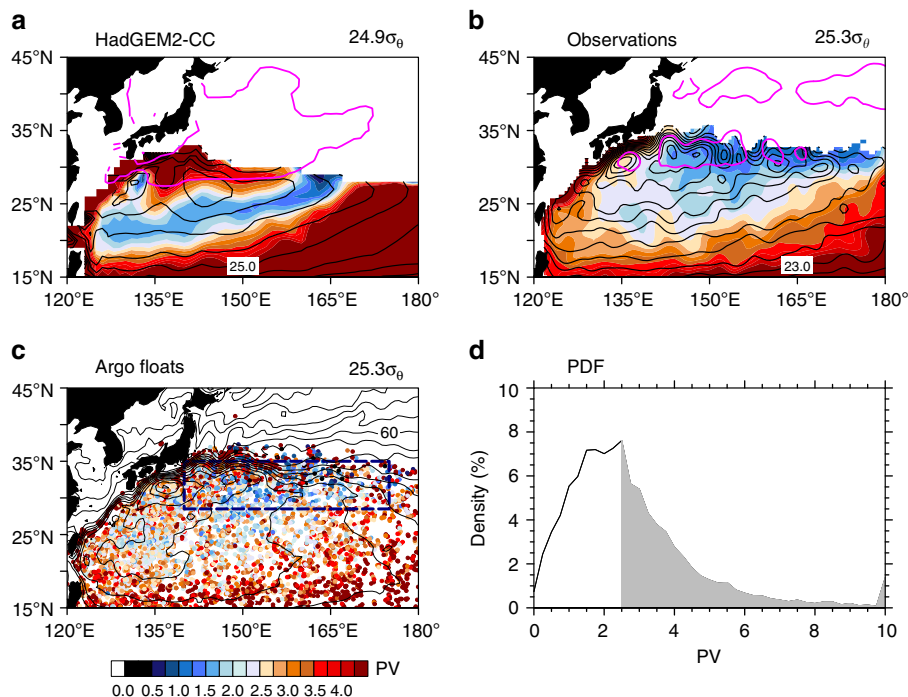 a
HadGEM2-CC 24.9σθ
45°N
35°N
25°N
15°N
25.0
120°E 135°E 150°E 165°E 180°
b
Observations 25.3σθ
45°N
35°N
25°N
15°N
23.0
120°E 135°E 150°E 165°E 180°
c
Argo floats 25.3σθ
45°N
35°N
25°N
15°N
60
120°E 135°E 150°E 165°E 180°
PV
0.0 0.5 1.0 1.5 2.0 2.5 3.0 3.5 4.0
d
PDF
Density (%)
10
8
6
4
2
0
0 2 4 6 8 10
PV